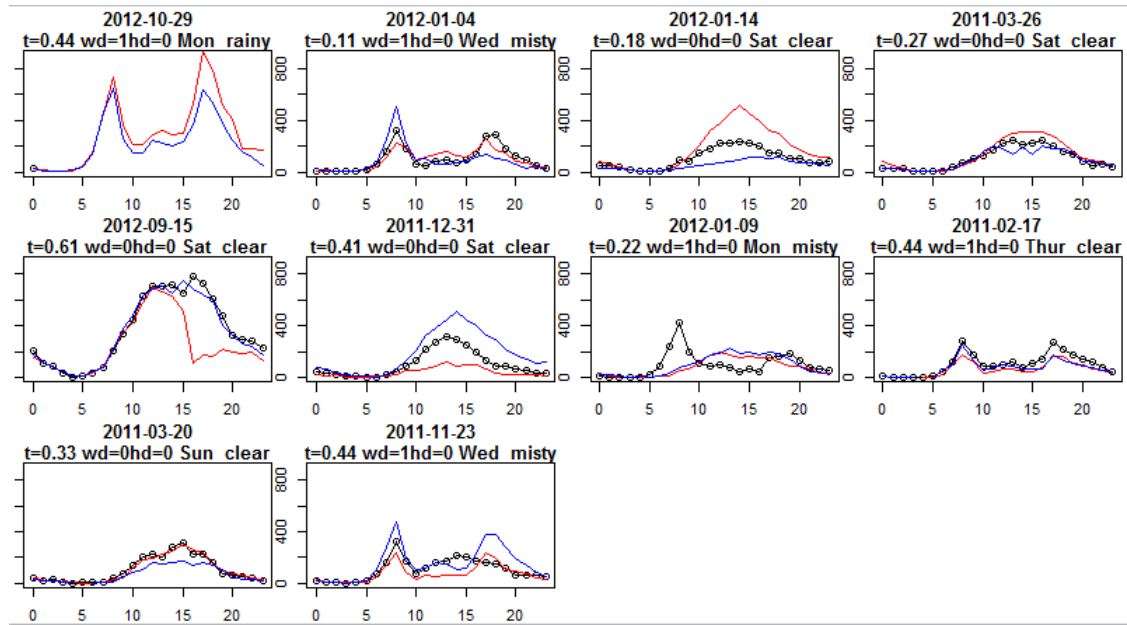 2012-10-29
t=0.44 wd=1hd=0 Mon rainy
800
400
0
0 5 10 15 20
2012-01-04
t=0.11 wd=1hd=0 Wed misty
800
400
0
0 5 10 15 20
2012-01-14
t=0.18 wd=0hd=0 Sat clear
800
400
0
0 5 10 15 20
2011-03-26
t=0.27 wd=0hd=0 Sat clear
0 5 10 15 20
2012-09-15
t=0.61 wd=0hd=0 Sat clear
800
400
0
0 5 10 15 20
2011-12-31
t=0.41 wd=0hd=0 Sat clear
800
400
0
0 5 10 15 20
2012-01-09
t=0.22 wd=1hd=0 Mon misty
800
400
0
0 5 10 15 20
2011-02-17
t=0.44 wd=1hd=0 Thur clear
0 5 10 15 20
2011-03-20
t=0.33 wd=0hd=0 Sun clear
800
400
0
0 5 10 15 20
2011-11-23
t=0.44 wd=1hd=0 Wed misty
0 5 10 15 20